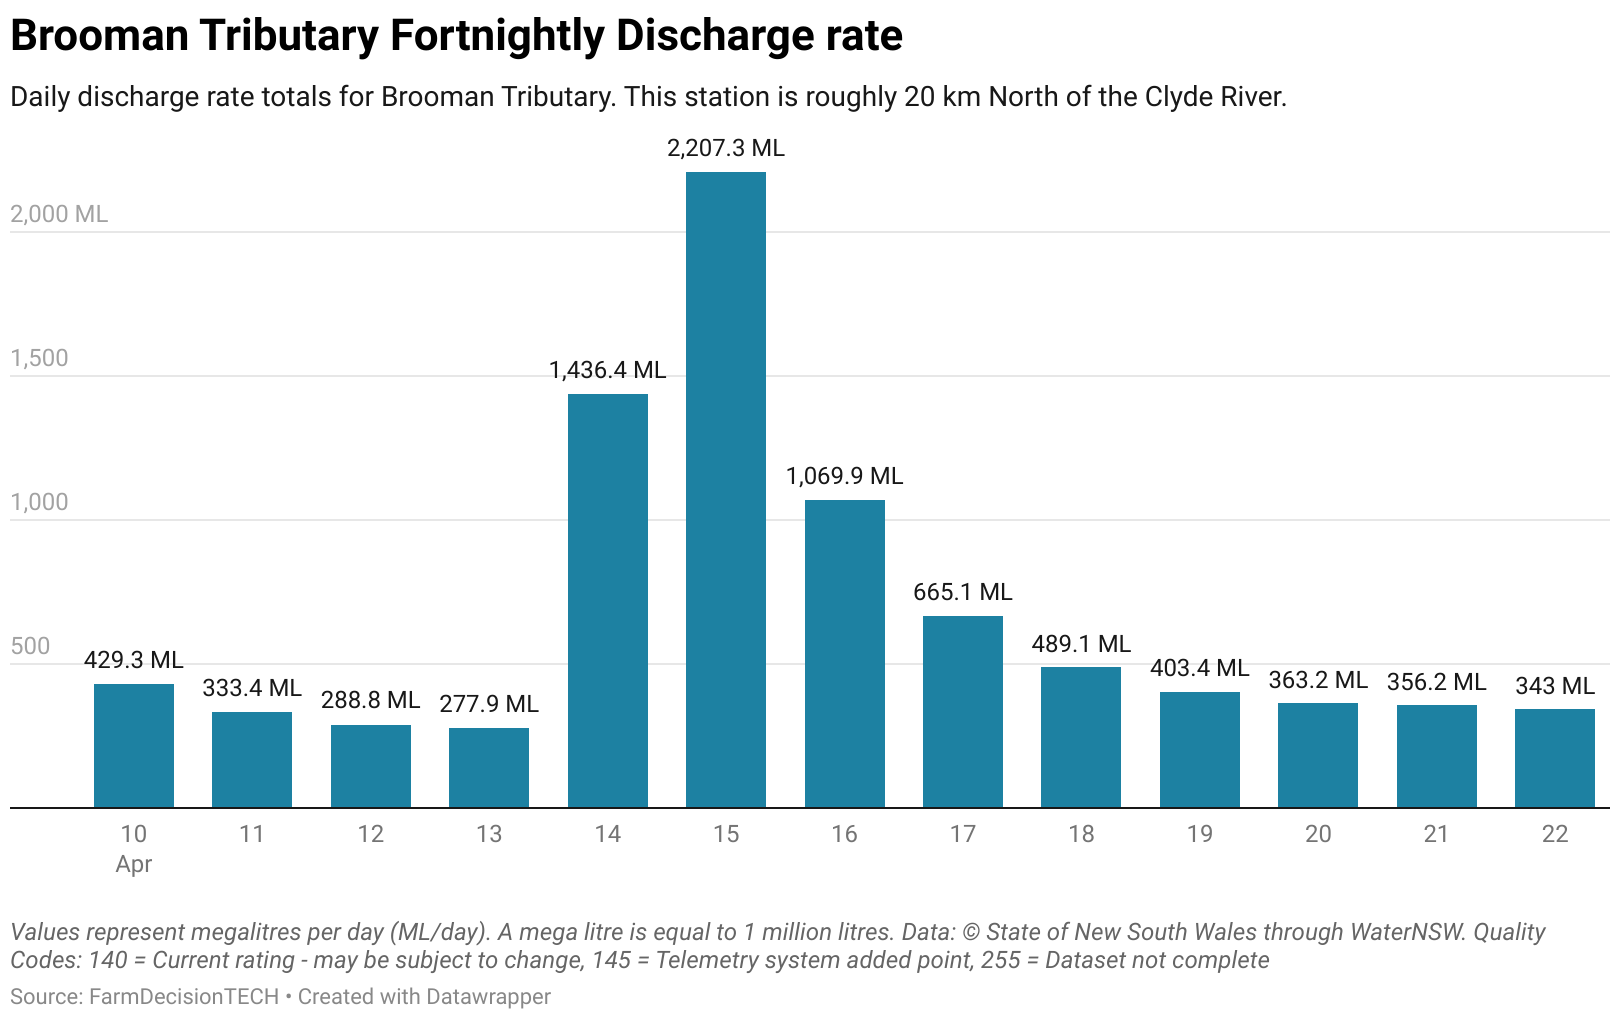 Brooman Tributary Fortnightly Discharge rate
Daily discharge rate totals for Brooman Tributary. This station is roughly 20 km North of the Clyde River.
2,207.3 ML
2,000 ML
1,500
1,436.4 ML
1,069.9 ML
1,000
665.1 ML
500
489.1 ML
429.3 ML
403.4 ML
333.4 ML
363.2 ML
356.2 ML
343 ML
288.8 ML
277.9 ML
10 11 12 13 14 15 16 17 18 19 20 21 22
Apr
Values represent megalitres per day (ML/day). A mega litre is equal to 1 million litres. Data: © State of New South Wales through WaterNSW. Quality
Codes: 140 = Current rating - may be subject to change, 145 = Telemetry system added point, 255 = Dataset not complete
Source: FarmDecisionTECH • Created with Datawrapper